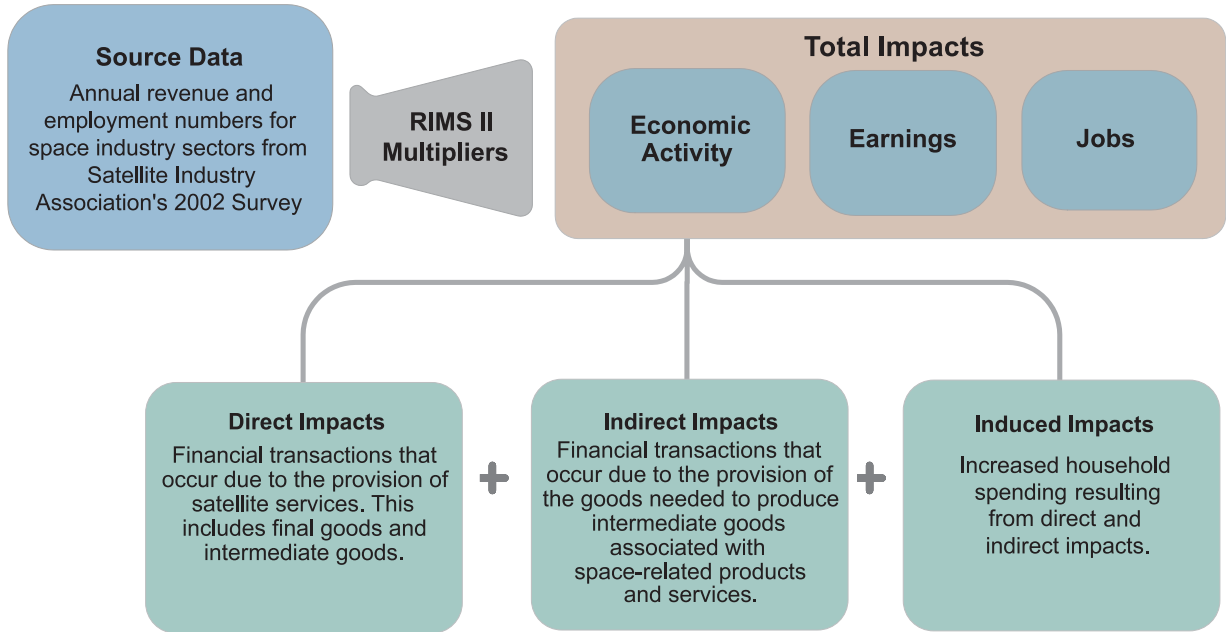 Source Data
Annual revenue and
employment numbers for
space industry sectors from
Satellite Industry
Association's 2002 Survey
RIMS II
Multipliers
Total Impacts
Economic
Activity
Earnings
Jobs
Direct Impacts
Financial transactions that
occur due to the provision of
satellite services. This
includes final goods and
intermediate goods.
Indirect Impacts
Financial transactions that
occur due to the provision of
the goods needed to produce
intermediate goods
associated with
space-related products
and services.
Induced Impacts
Increased household
spending resulting
from direct and
indirect impacts.